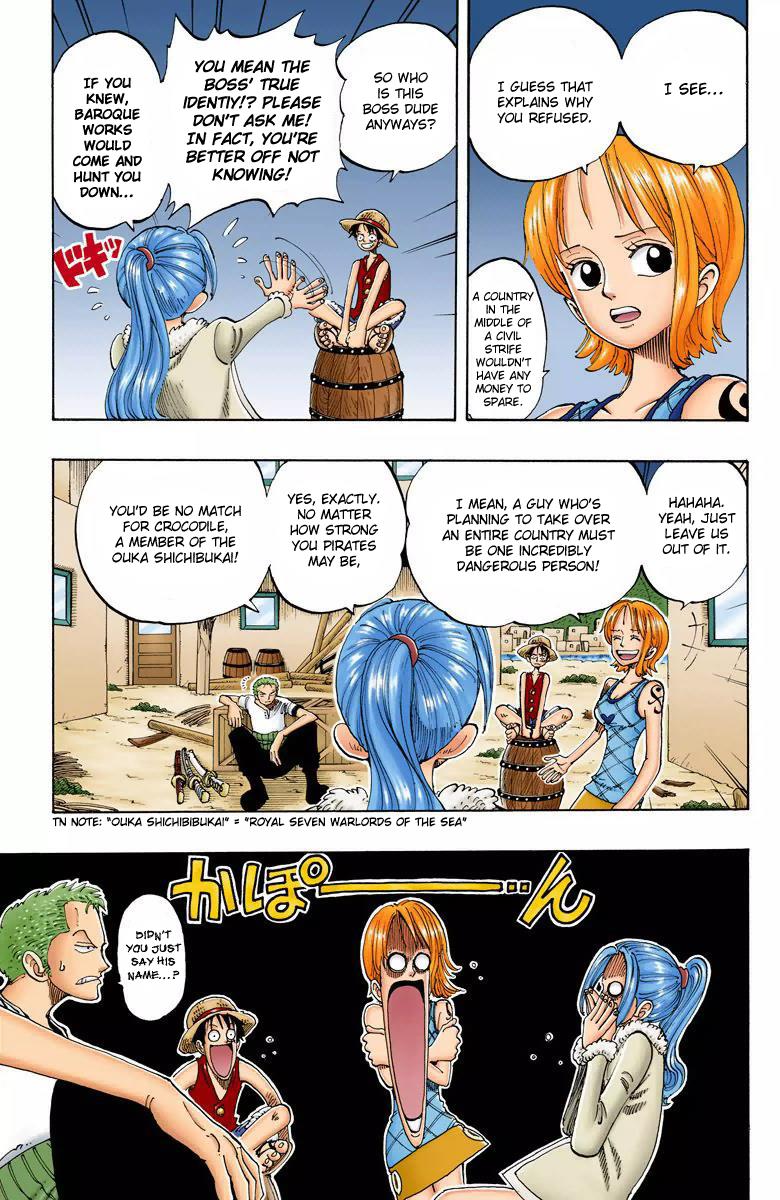 I SEE...
I GUESS THAT
EXPLAINS WHY
YOU REFUSED.
A COUNTRY
IN THE
MIDDLE OF
A CIVIL
STRIFE
WOULDN'T
HAVE ANY
MONEY TO
SPARE.
SO WHO
IS THIS
BOSS DUDE
ANYWAYS?
YOU MEAN THE
BOSS' TRUE
IDENTIY!? PLEASE
DON'T ASK ME!
IN FACT, YOU'RE
BETTER OFF NOT
KNOWING!
IF YOU
KNEW,
BAROQUE
WORKS
WOULD
COME AND
HUNT YOU
DOWN...
ドキッ
HAHAHA.
YEAH, JUST
LEAVE US
OUT OF IT.
I MEAN, A GUY WHO'S
PLANNING TO TAKE OVER
AN ENTIRE COUNTRY MUST
BE ONE INCREDIBLY
DANGEROUS PERSON!
YES, EXACTLY.
NO MATTER
HOW STRONG
YOU PIRATES
MAY BE,
YOU'D BE NO MATCH
FOR CROCODILE,
A MEMBER OF THE
OUKA SHICHIBUKAI!
TN NOTE: "OUKA SHICHIBIBUKAI" = "ROYAL SEVEN WARLORDS OF THE SEA"
かぽーー‥ん
DIDN'T
YOU JUST
SAY HIS
NAME...?